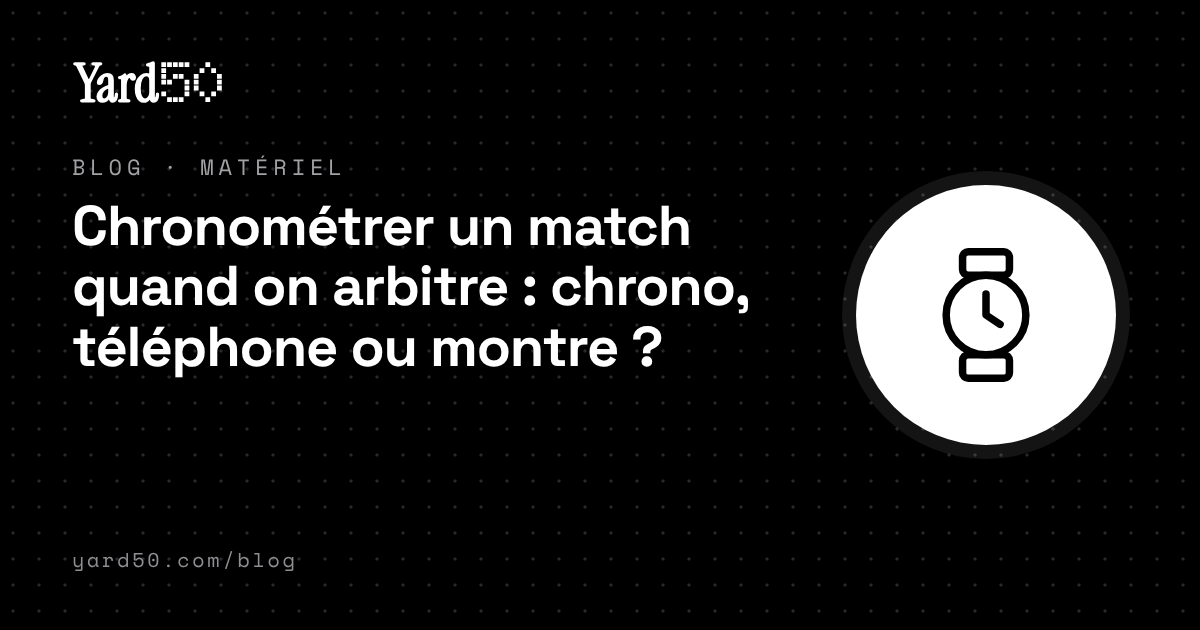 Yard50
BLOG · MATÉRIEL
Chronométrer un match
quand on arbitre : chrono,
téléphone ou montre ?
yard50.com/blog